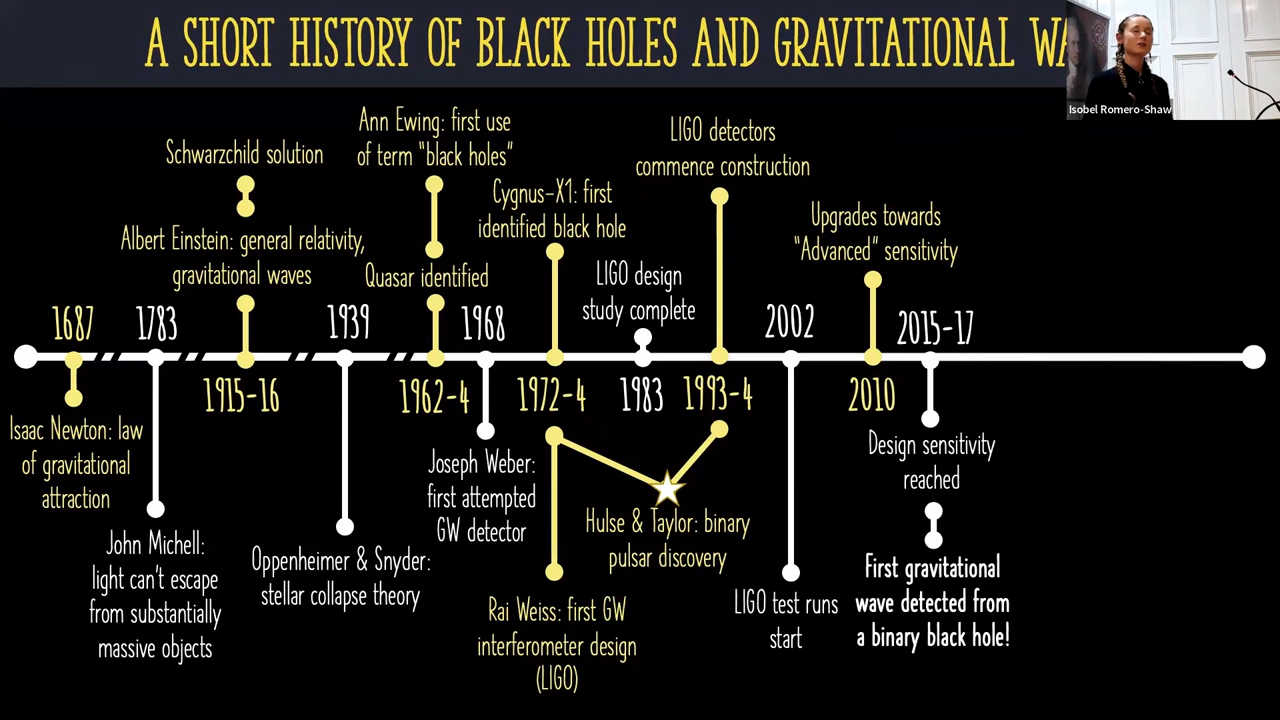 A SHORT HISTORY OF BLACK HOLES AND GRAVITATIONAL
Isobel Romero-Shaw
Schwarzchild solution
Albert Einstein: general relativity,
gravitational waves
Ann Ewing: first use
of term "black holes"
Quasar identified
Cygnus-X1: first
identified black hole
LIGO design
study complete
LIGO detectors
commence construction
Upgrades towards
"Advanced" sensitivity
1687
1783
1915-16
1939
1962-4
1968
1972-4
1983
1993-4
2002
2010
2015-17
Isaac Newton: law
of gravitational
attraction
John Michell:
light can't escape
from substantially
massive objects
Oppenheimer & Snyder:
stellar collapse theory
Joseph Weber:
first attempted
GW detector
Rai Weiss: first GW
interferometer design
(LIGO)
Hulse & Taylor: binary
pulsar discovery
LIGO test runs
start
Design sensitivity
reached
First gravitational
wave detected from
a binary black hole!